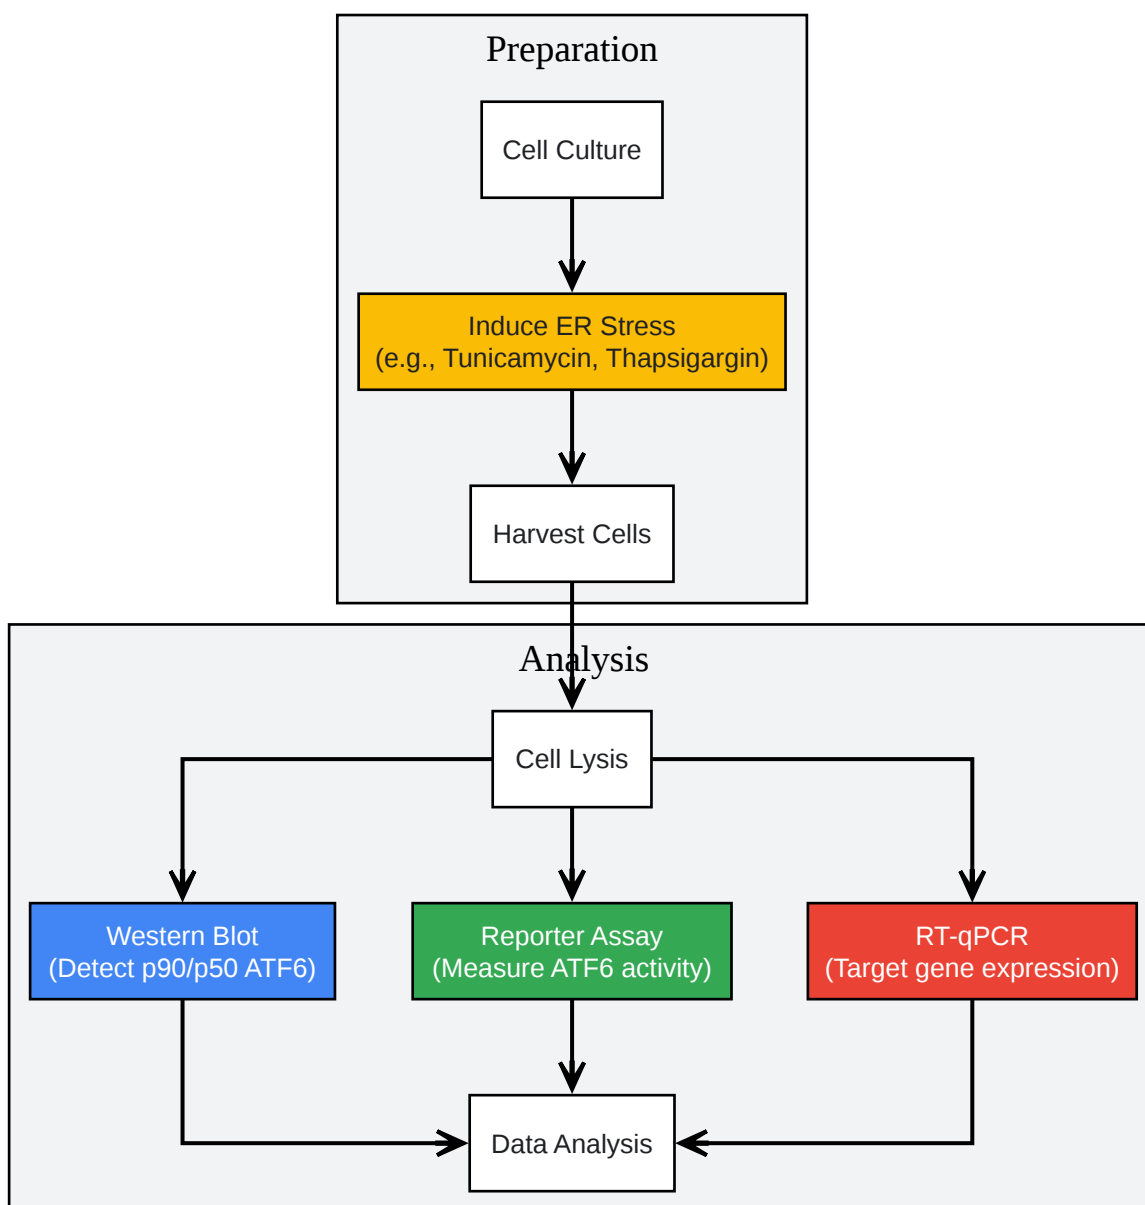 Preparation
Cell Culture
Induce ER Stress
(e.g., Tunicamycin, Thapsigargin)
Harvest Cells
Analysis
Cell Lysis
Western Blot
(Detect p90/p50 ATF6)
Reporter Assay
(Measure ATF6 activity)
RT-qPCR
(Target gene expression)
Data Analysis